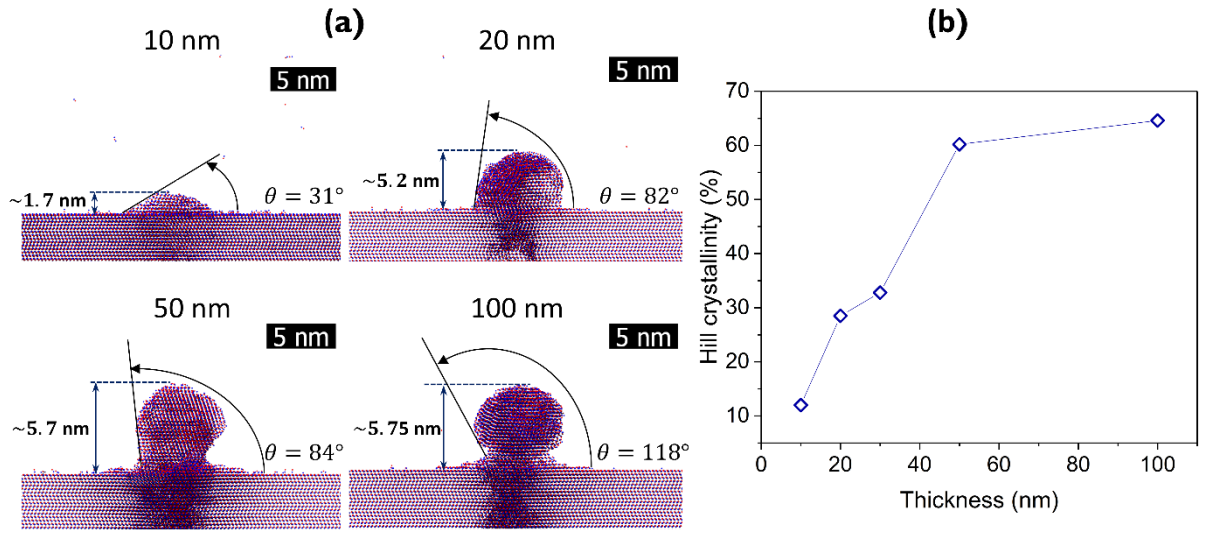 (a)
10 nm
5 nm
~1.7 nm
θ = 31°
20 nm
5 nm
~5.2 nm
θ = 82°
50 nm
5 nm
~5.7 nm
θ = 84°
100 nm
5 nm
~5.75 nm
θ = 118°
(b)
Hill crystallinity (%)
70
60
50
40
30
20
10
0 20 40 60 80 100
Thickness (nm)